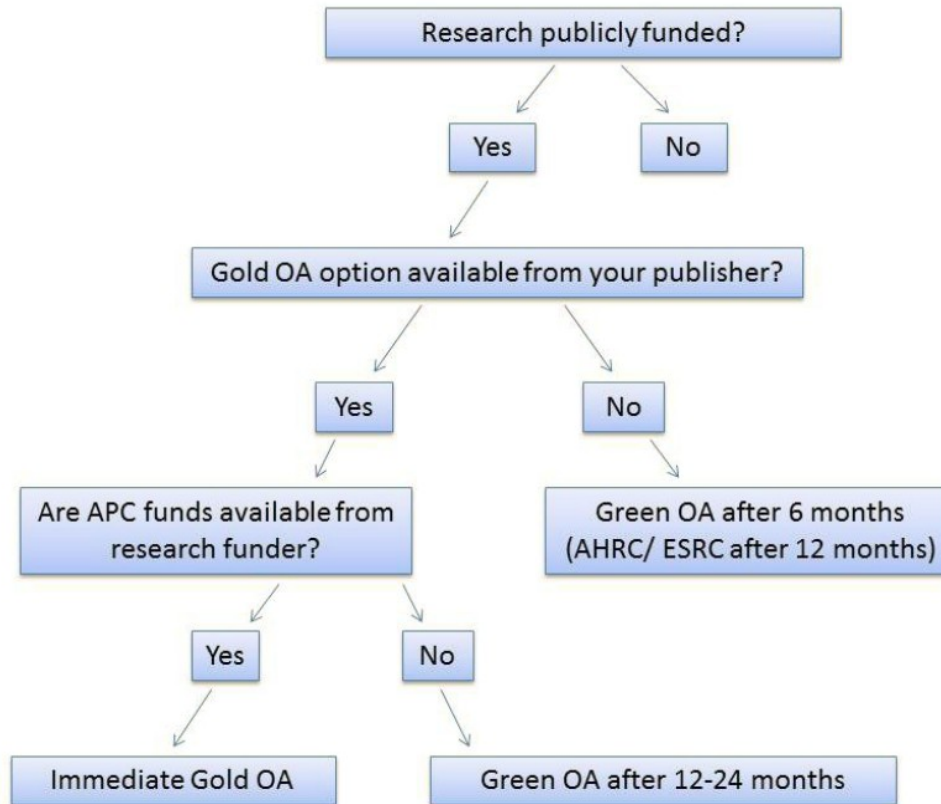 Research publicly funded?
Yes
No
Gold OA option available from your publisher?
Yes
No
Are APC funds available from
research funder?
Green OA after 6 months
(AHRC/ ESRC after 12 months)
Yes
No
Immediate Gold OA
Green OA after 12-24 months